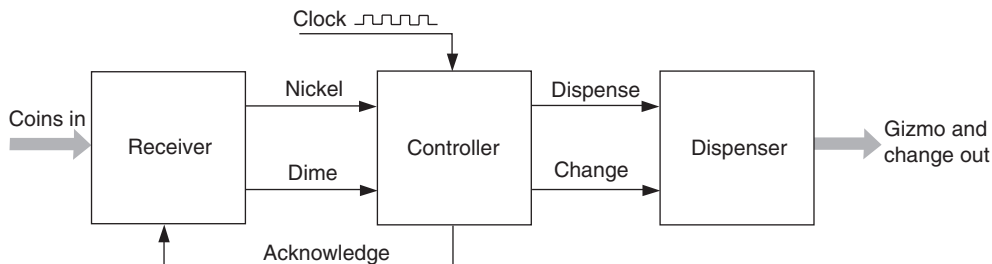 Clock
Nickel
Dispense
Coins in
Receiver
Controller
Dispenser
Gizmo and
change out
Dime
Change
Acknowledge